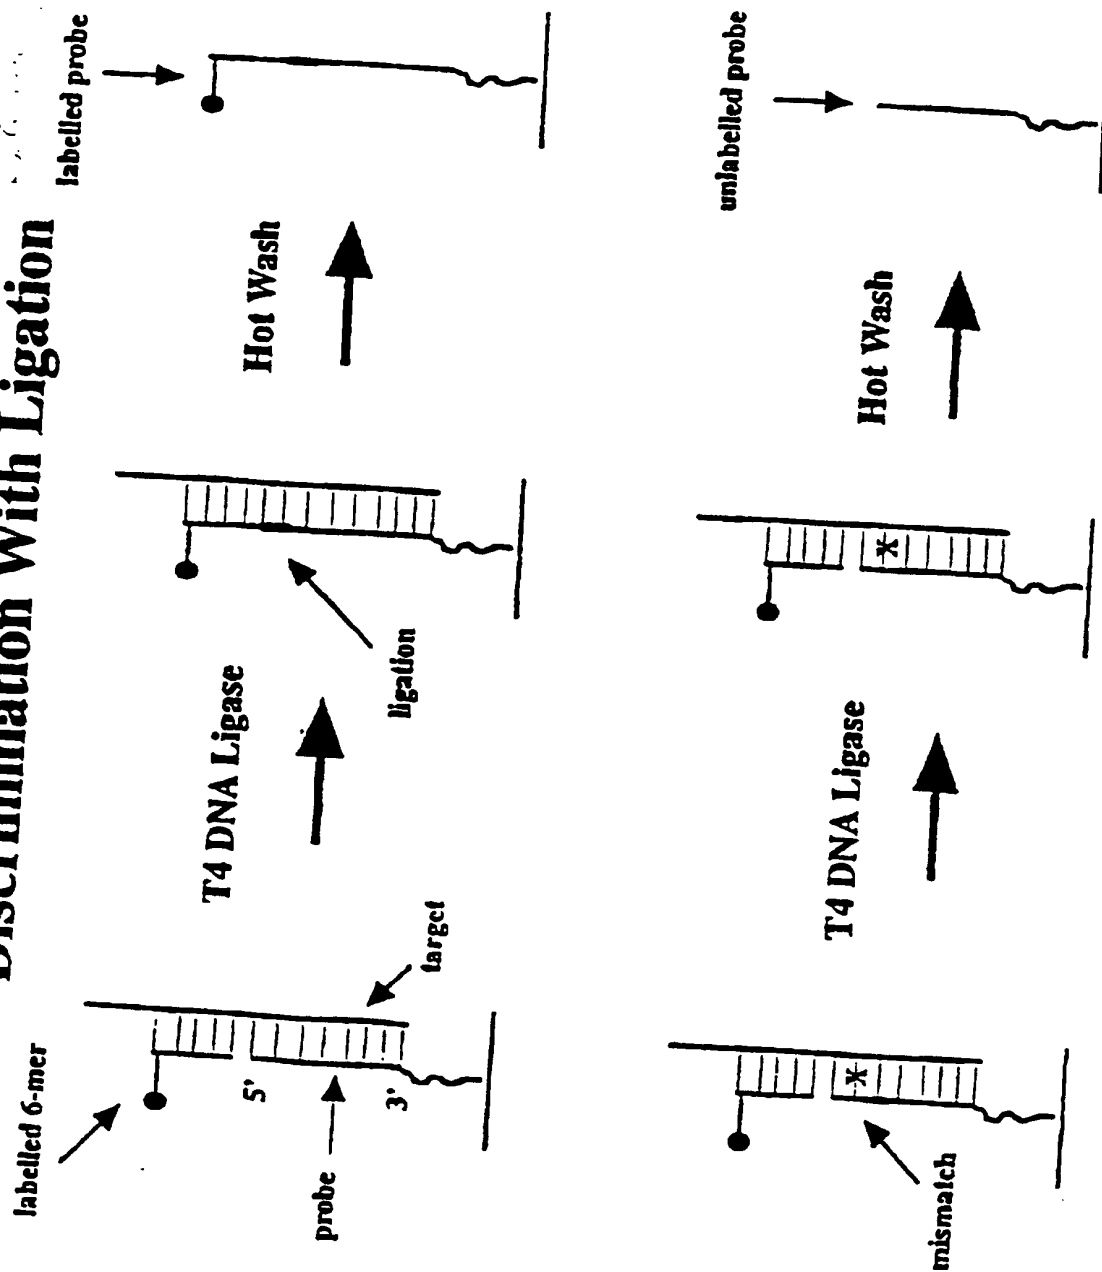 Discrimination With Ligation
labelled 6-mer
5'
3'
probe
target
T4 DNA Ligase
ligation
Hot Wash
labelled probe
mismatch
T4 DNA Ligase
Hot Wash
unlabelled probe